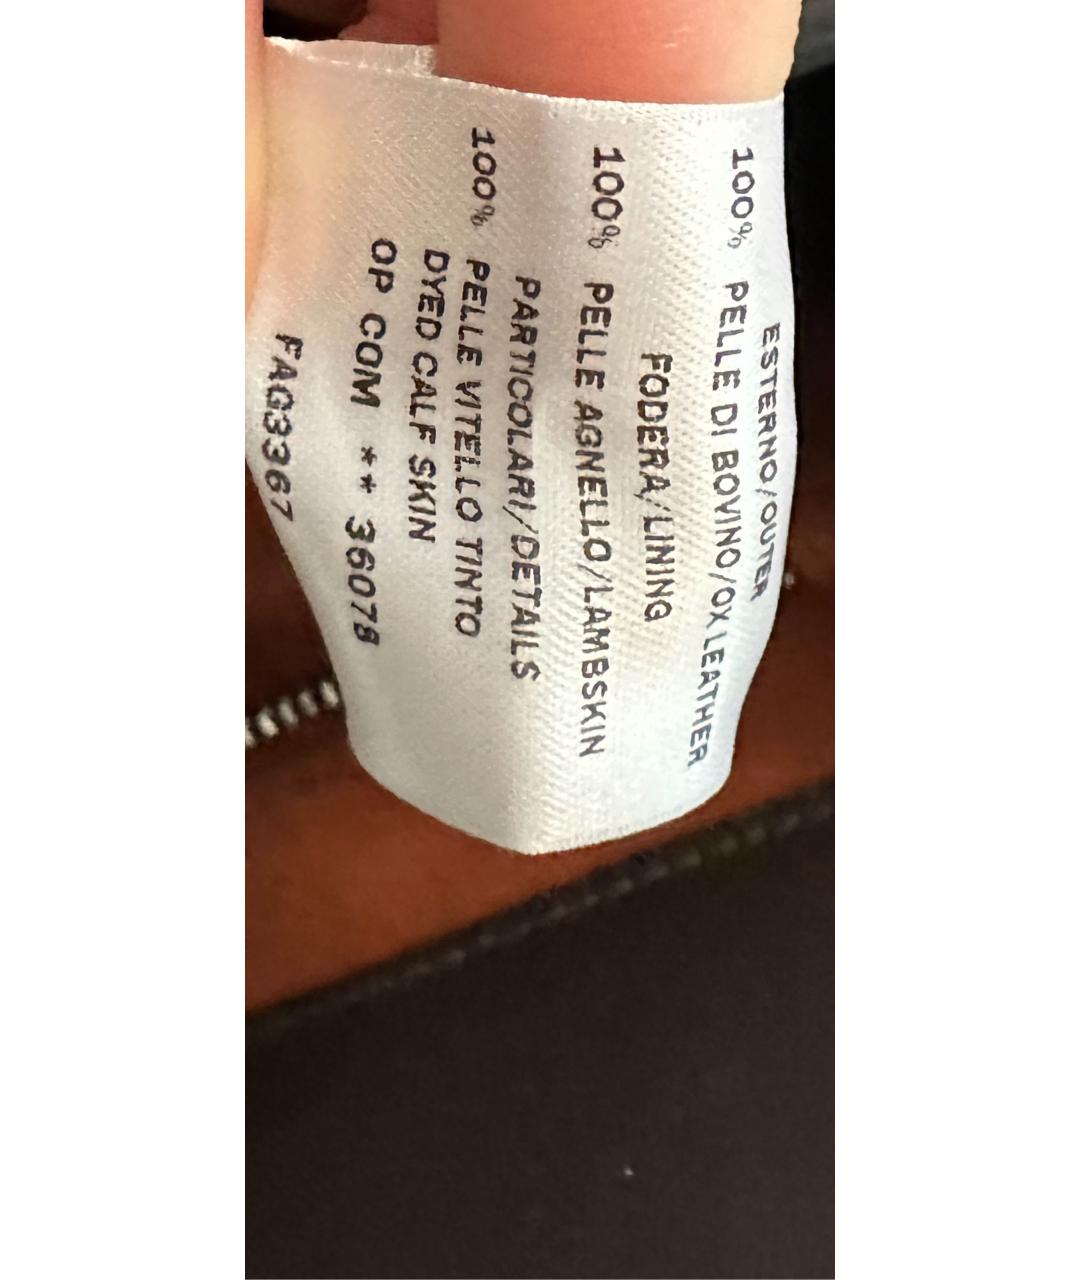 ESTERNO/OUTER
100% PELLE DI BOVINO/OX LEATHER
FODERA/LINING
100% PELLE AGNELLO/LAMBSKIN
PARTICOLARI/DETAILS
100% PELLE VITELLO TINTO
DYED CALF SKIN
OP COM ** 36078
FAG3367